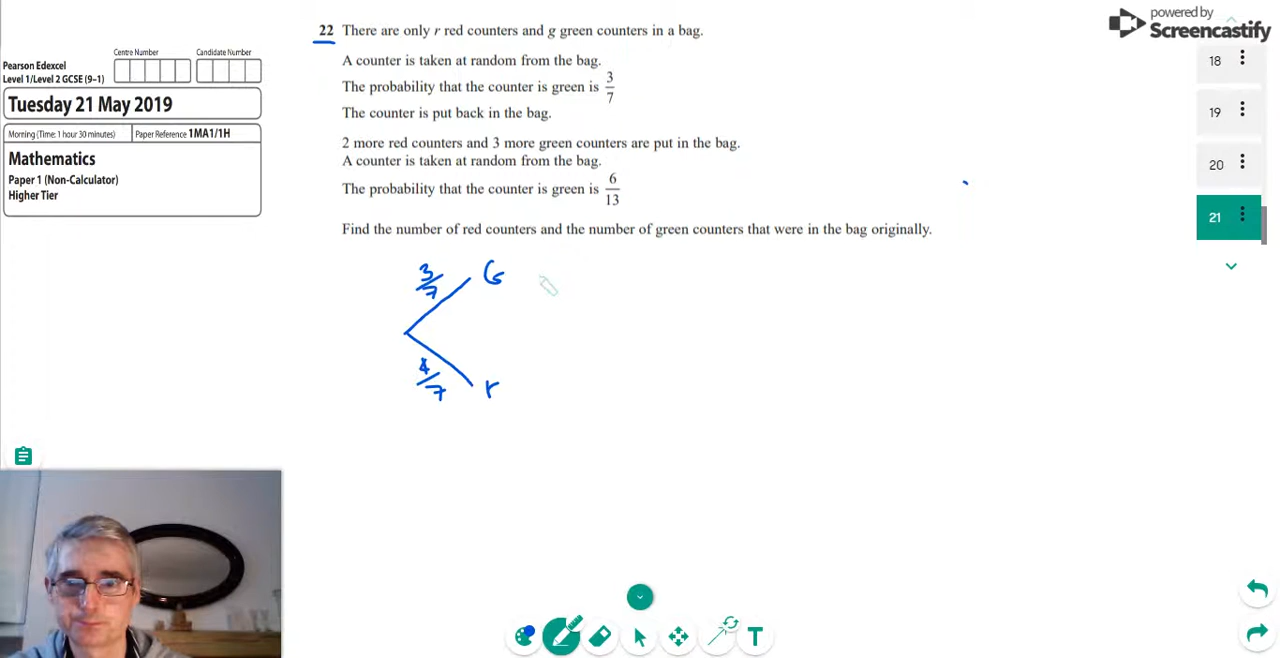 powered by
Screencastify
Centre Number
Candidate Number
Pearson Edexcel
Level 1/Level 2 GCSE (9–1)
Tuesday 21 May 2019
Morning (Time: 1 hour 30 minutes)
Paper Reference 1MA1/1H
Mathematics
Paper 1 (Non-Calculator)
Higher Tier
22 There are only r red counters and g green counters in a bag.
A counter is taken at random from the bag.
The probability that the counter is green is 3/7
The counter is put back in the bag.
2 more red counters and 3 more green counters are put in the bag.
A counter is taken at random from the bag.
The probability that the counter is green is 6/13
Find the number of red counters and the number of green counters that were in the bag originally.
3/7 G
4/7 r
18
19
20
21
T